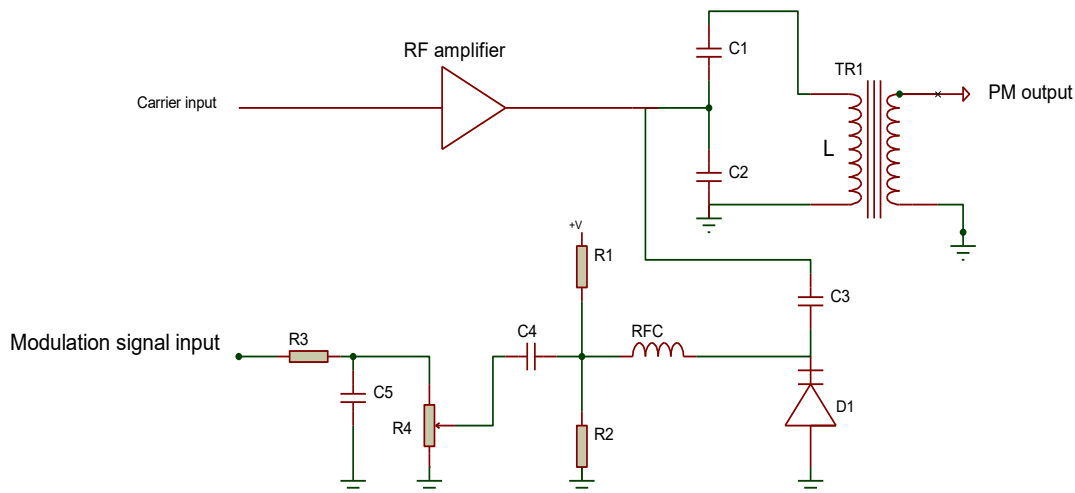 RF amplifier
C1
TR1
Carrier input
PM output
L
C2
+V
R1
C3
Modulation signal input
R3
C4
RFC
C5
R4
R2
D1